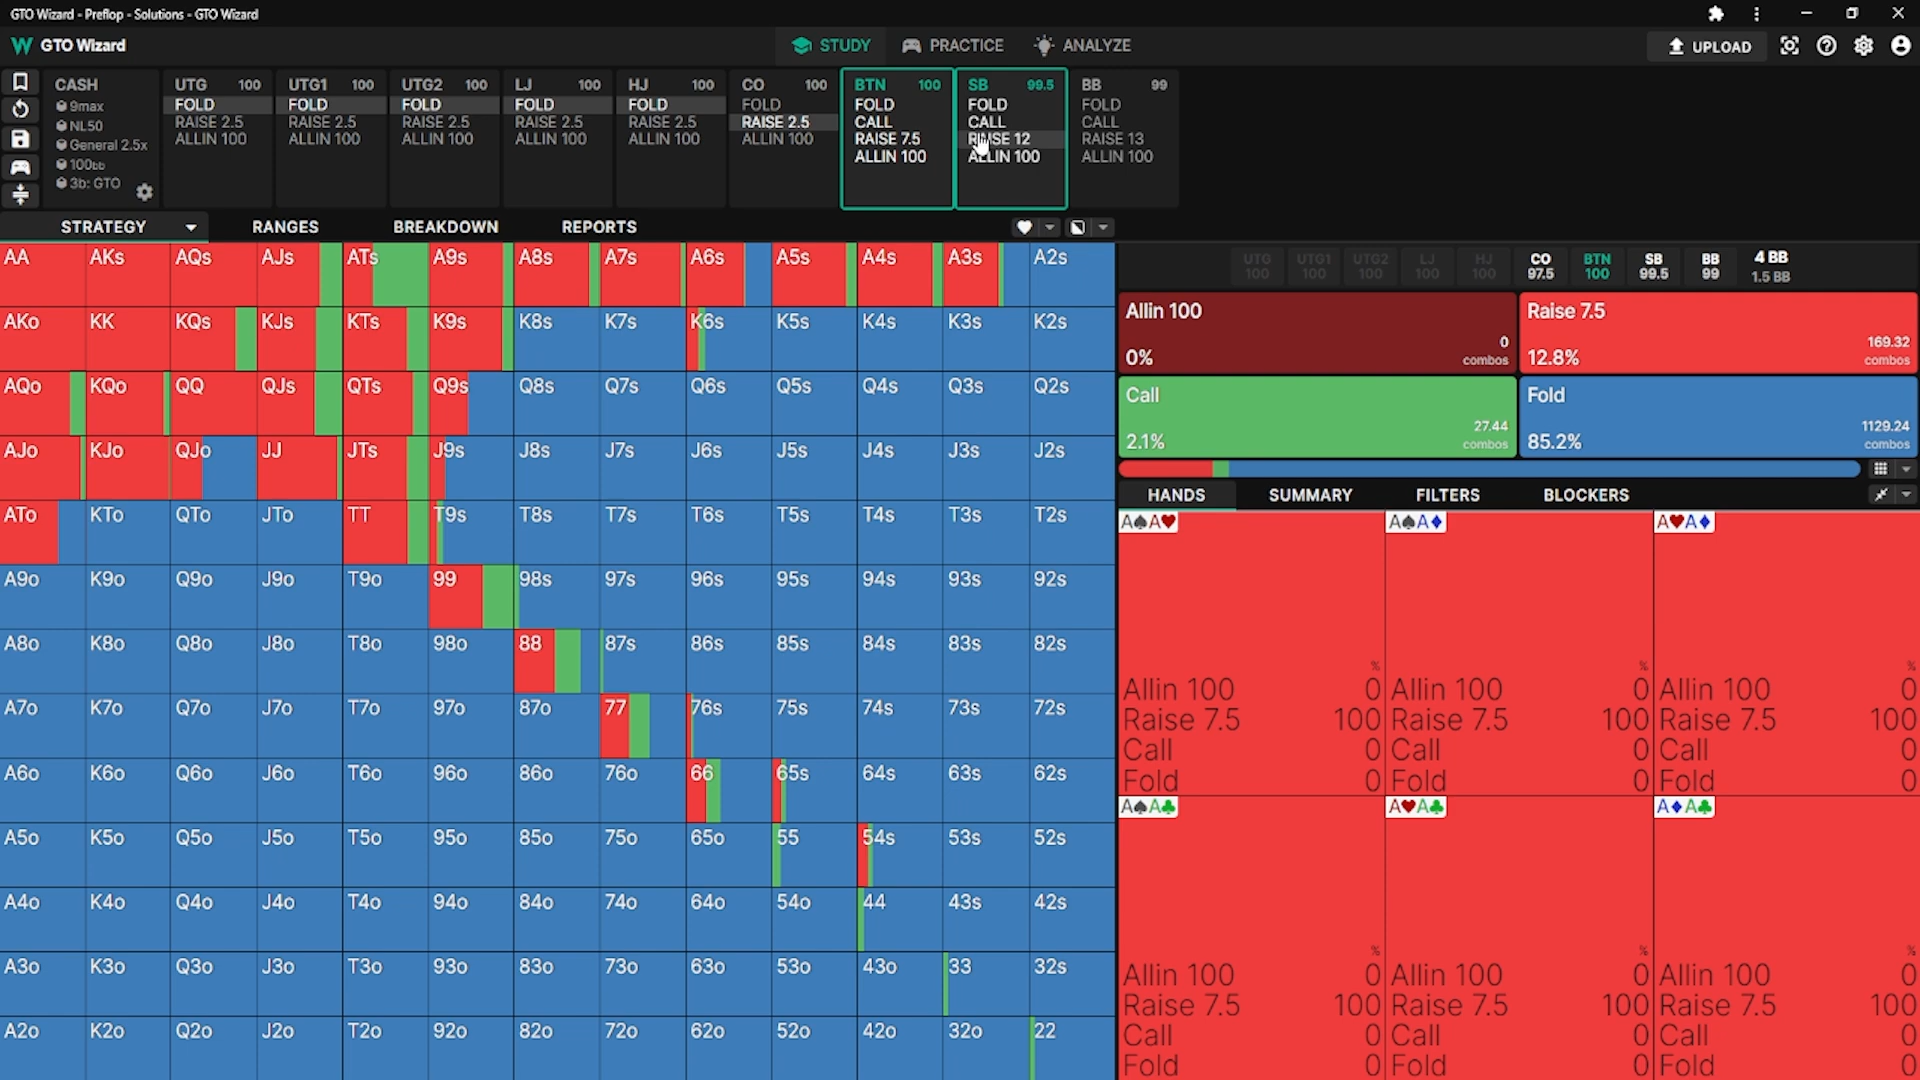 GTO Wizard - Preflop - Solutions - GTO Wizard
GTO Wizard
STUDY PRACTICE ANALYZE UPLOAD
CASH
9max
NL50
General 2.5x
100bb
3b: GTO
UTG 100
FOLD
RAISE 2.5
ALLIN 100
UTG1 100
FOLD
RAISE 2.5
ALLIN 100
UTG2 100
FOLD
RAISE 2.5
ALLIN 100
LJ 100
FOLD
RAISE 2.5
ALLIN 100
HJ 100
FOLD
RAISE 2.5
ALLIN 100
CO 100
FOLD
RAISE 2.5
ALLIN 100
BTN 100
FOLD
CALL
RAISE 7.5
ALLIN 100
SB 99.5
FOLD
CALL
RAISE 12
ALLIN 100
BB 99
FOLD
CALL
RAISE 13
ALLIN 100
STRATEGY RANGES BREAKDOWN REPORTS
AA AKs AQs AJs ATs A9s A8s A7s A6s A5s A4s A3s A2s
AKo KK KQs KJs KTs K9s K8s K7s K6s K5s K4s K3s K2s
AQo KQo QQ QJs QTs Q9s Q8s Q7s Q6s Q5s Q4s Q3s Q2s
AJo KJo QJo JJ JTs J9s J8s J7s J6s J5s J4s J3s J2s
ATo KTo QTo JTo TT T9s T8s T7s T6s T5s T4s T3s T2s
A9o K9o Q9o J9o T9o 99 98s 97s 96s 95s 94s 93s 92s
A8o K8o Q8o J8o T8o 98o 88 87s 86s 85s 84s 83s 82s
A7o K7o Q7o J7o T7o 97o 87o 77 76s 75s 74s 73s 72s
A6o K6o Q6o J6o T6o 96o 86o 76o 66 65s 64s 63s 62s
A5o K5o Q5o J5o T5o 95o 85o 75o 65o 55 54s 53s 52s
A4o K4o Q4o J4o T4o 94o 84o 74o 64o 54o 44 43s 42s
A3o K3o Q3o J3o T3o 93o 83o 73o 63o 53o 43o 33 32s
A2o K2o Q2o J2o T2o 92o 82o 72o 62o 52o 42o 32o 22
UTG UTG1 UTG2 LJ HJ CO BTN SB BB 4 BB
100 100 100 100 100 97.5 100 99.5 99 1.5 BB
Allin 100
0
0% combos
Raise 7.5
169.32
12.8% combos
Call
27.44
2.1% combos
Fold
1129.24
85.2% combos
HANDS SUMMARY FILTERS BLOCKERS
A♠A♥ A♠A♦ A♥A♦
% % %
Allin 100 0 Allin 100 0 Allin 100 0
Raise 7.5 100 Raise 7.5 100 Raise 7.5 100
Call 0 Call 0 Call 0
Fold 0 Fold 0 Fold 0
A♠A♣ A♥A♣ A♦A♣
% % %
Allin 100 0 Allin 100 0 Allin 100 0
Raise 7.5 100 Raise 7.5 100 Raise 7.5 100
Call 0 Call 0 Call 0
Fold 0 Fold 0 Fold 0